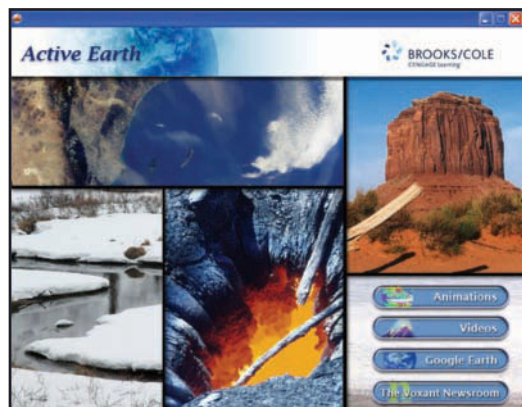 Active Earth
BROOKS/COLE
CENGAGE Learning
Animations
Videos
Google Earth
The Voxant Newsroom